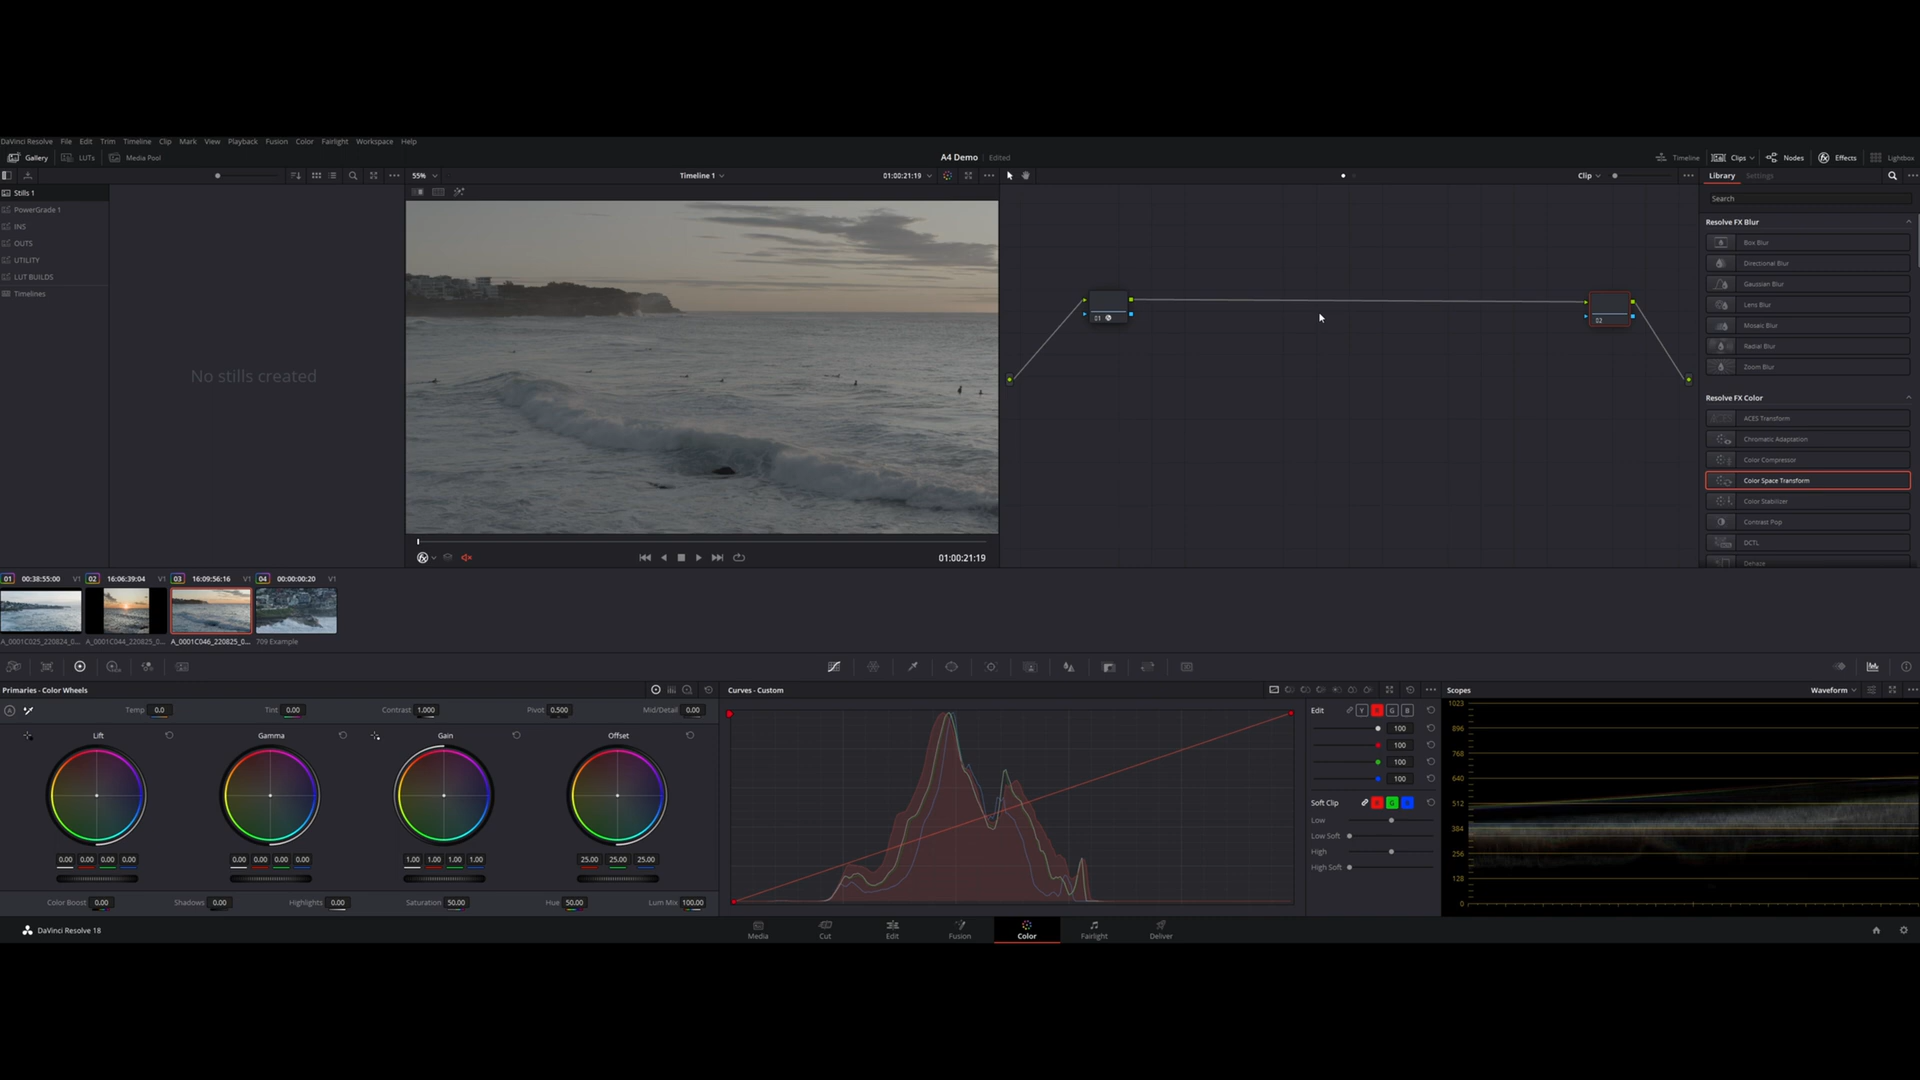 DaVinci Resolve File Edit Trim Timeline Clip Mark View Playback Fusion Color Fairlight Workspace Help
Gallery LUTs Media Pool A4 Demo Edited Timeline Clips Nodes Effects Lightbox
55% Timeline 1 01:00:21:19 Clip Library Settings
Stills 1
PowerGrade 1
INS
OUTS
UTILITY
LUT BUILDS
Timelines
No stills created
01:00:21:19
01
02
Search
Resolve FX Blur
Box Blur
Directional Blur
Gaussian Blur
Lens Blur
Mosaic Blur
Radial Blur
Zoom Blur
Resolve FX Color
ACES Transform
Chromatic Adaptation
Color Compressor
Color Space Transform
Color Stabilizer
Contrast Pop
DCTL
Dehaze
01 00:38:55:00 V1 02 16:06:39:04 V1 03 16:09:56:16 V1 04 00:00:00:20 V1
A_0001C025_220824_0... A_0001C044_220825_0... A_0001C046_220825_0... 709 Example
Primaries - Color Wheels
Temp 0.0 Tint 0.00 Contrast 1.000 Pivot 0.500 Mid/Detail 0.00
Lift Gamma Gain Offset
0.00 0.00 0.00 0.00 0.00 0.00 0.00 0.00 1.00 1.00 1.00 1.00 25.00 25.00 25.00
Color Boost 0.00 Shadows 0.00 Highlights 0.00 Saturation 50.00 Hue 50.00 Lum Mix 100.00
Curves - Custom
Edit Y R G B
100
100
100
100
Soft Clip R G B
Low
Low Soft
High
High Soft
Scopes Waveform
1023
896
768
640
512
384
256
128
0
DaVinci Resolve 18
Media Cut Edit Fusion Color Fairlight Deliver